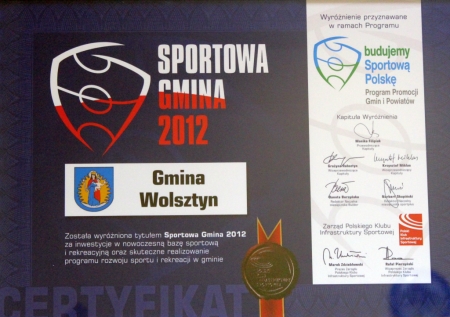 SPORTOWA
GMINA
2012
Gmina
Wolsztyn
Została wyróżniona tytułem Sportowa Gmina 2012
za inwestycje w nowoczesną bazę sportową
i rekreacyjną oraz skuteczne realizowanie
programu rozwoju sportu i rekreacji w gminie
CERTYFIKAT
Wyróżnienie przyznawane
w ramach Programu
budujemy
Sportową
Polskę
Program Promocji
Gmin i Powiatów
Kapituła Wyróżnienia
Zarząd Polskiego Klubu
Infrastruktury Sportowej